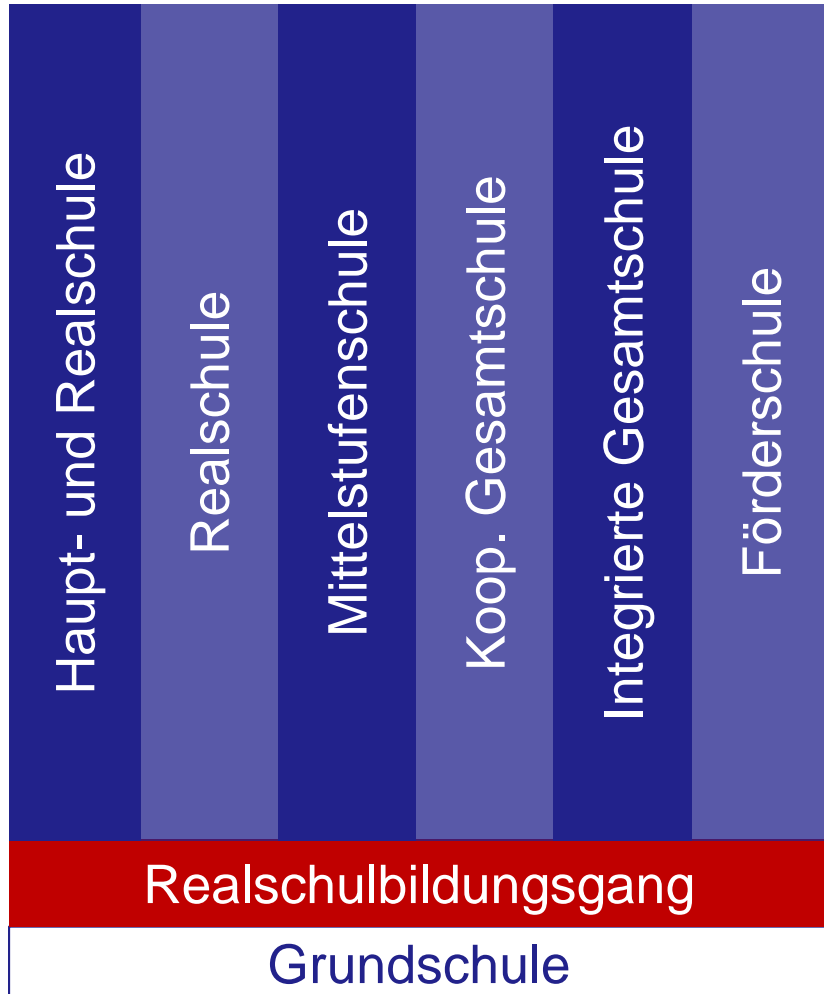 Haupt- und Realschule
Realschule
Mittelstufenschule
Koop. Gesamtschule
Integrierte Gesamtschule
Förderschule
Realschulbildungsgang
Grundschule